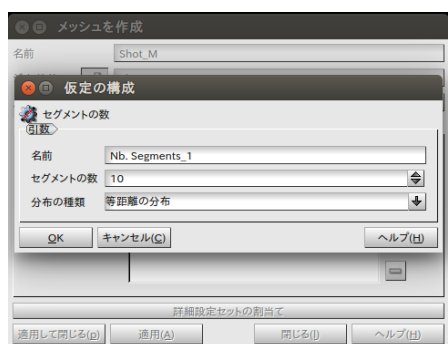 メッシュを作成
名前 Shot_M
仮定の構成
セグメントの数
引数
名前 Nb. Segments_1
セグメントの数 10
分布の種類 等距離の分布
OK キャンセル(C) ヘルプ(H)
詳細設定セットの割当て
適用して閉じる(p) 適用(A) 閉じる(l) ヘルプ(H)